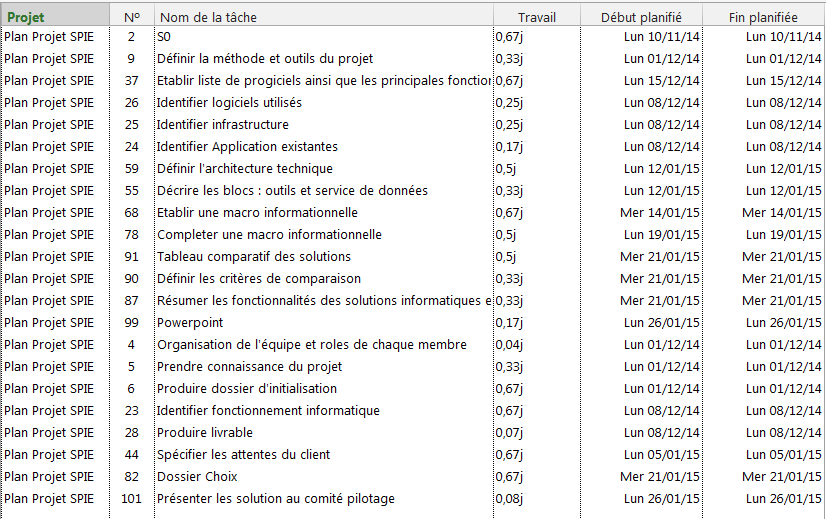 Projet Nº Nom de la tâche Travail Début planifié Fin planifiée
Plan Projet SPIE 2 S0 0,67j Lun 10/11/14 Lun 10/11/14
Plan Projet SPIE 9 Définir la méthode et outils du projet 0,33j Lun 01/12/14 Lun 01/12/14
Plan Projet SPIE 37 Etablir liste de progiciels ainsi que les principales fonction 0,67j Lun 15/12/14 Lun 15/12/14
Plan Projet SPIE 26 Identifier logiciels utilisés 0,25j Lun 08/12/14 Lun 08/12/14
Plan Projet SPIE 25 Identifier infrastructure 0,25j Lun 08/12/14 Lun 08/12/14
Plan Projet SPIE 24 Identifier Application existantes 0,17j Lun 08/12/14 Lun 08/12/14
Plan Projet SPIE 59 Définir l'architecture technique 0,5j Lun 12/01/15 Lun 12/01/15
Plan Projet SPIE 55 Décrire les blocs : outils et service de données 0,33j Lun 12/01/15 Lun 12/01/15
Plan Projet SPIE 68 Etablir une macro informationnelle 0,67j Mer 14/01/15 Mer 14/01/15
Plan Projet SPIE 78 Completer une macro informationnelle 0,5j Lun 19/01/15 Lun 19/01/15
Plan Projet SPIE 91 Tableau comparatif des solutions 0,5j Mer 21/01/15 Mer 21/01/15
Plan Projet SPIE 90 Définir les critères de comparaison 0,33j Mer 21/01/15 Mer 21/01/15
Plan Projet SPIE 87 Résumer les fonctionnalités des solutions informatiques e 0,33j Mer 21/01/15 Mer 21/01/15
Plan Projet SPIE 99 Powerpoint 0,17j Lun 26/01/15 Lun 26/01/15
Plan Projet SPIE 4 Organisation de l'équipe et roles de chaque membre 0,04j Lun 01/12/14 Lun 01/12/14
Plan Projet SPIE 5 Prendre connaissance du projet 0,33j Lun 01/12/14 Lun 01/12/14
Plan Projet SPIE 6 Produire dossier d'initialisation 0,67j Lun 01/12/14 Lun 01/12/14
Plan Projet SPIE 23 Identifier fonctionnement informatique 0,67j Lun 08/12/14 Lun 08/12/14
Plan Projet SPIE 28 Produire livrable 0,07j Lun 08/12/14 Lun 08/12/14
Plan Projet SPIE 44 Spécifier les attentes du client 0,67j Lun 05/01/15 Lun 05/01/15
Plan Projet SPIE 82 Dossier Choix 0,67j Mer 21/01/15 Mer 21/01/15
Plan Projet SPIE 101 Présenter les solution au comité pilotage 0,08j Lun 26/01/15 Lun 26/01/15